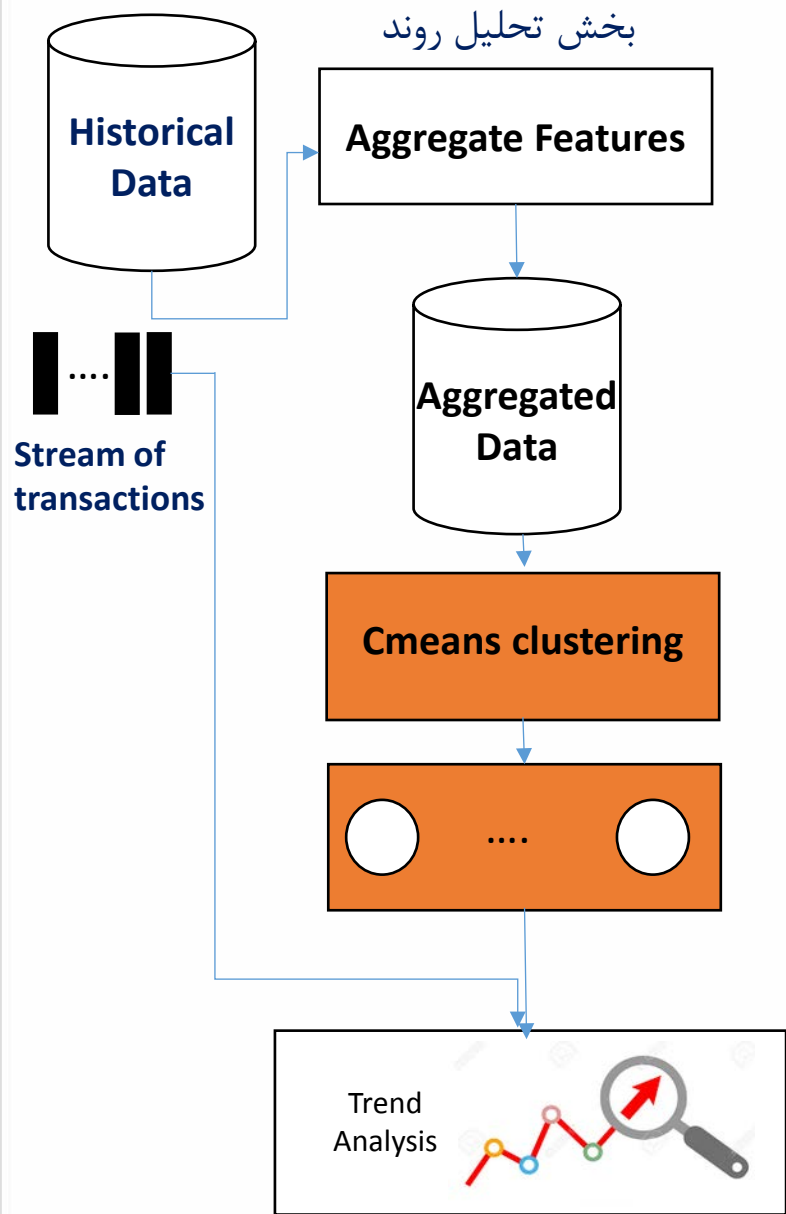 بخش تحلیل روند
Historical
Data
Aggregate Features
....
Stream of
transactions
Aggregated
Data
Cmeans clustering
....
Trend
Analysis